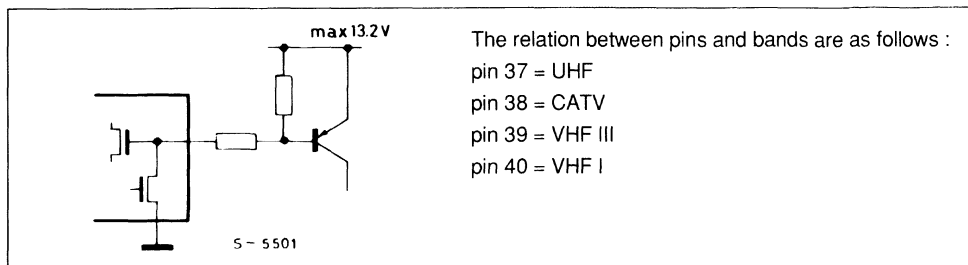 max 13.2 V
The relation between pins and bands are as follows :
pin 37 = UHF
pin 38 = CATV
pin 39 = VHF III
pin 40 = VHF I
S - 5501